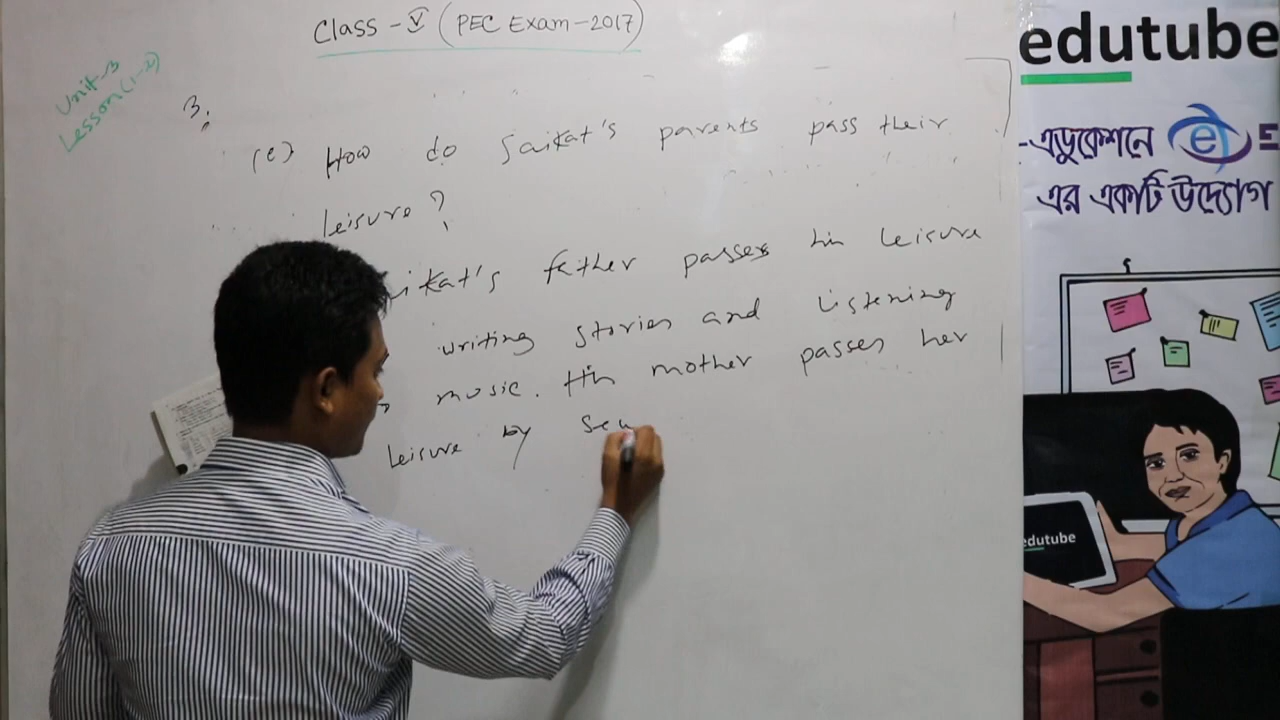 Class - V (PEC Exam-2017)
Unit-3
Lesson (1-2)
3.
(e) How do Saikat's parents pass their
leisure?
ikat's father passes his leisure
writing stories and listening
music. His mother passes her
leisure by sew
edutube
-এডুকেশনে e E
এর একটি উদ্যোগ
edutube